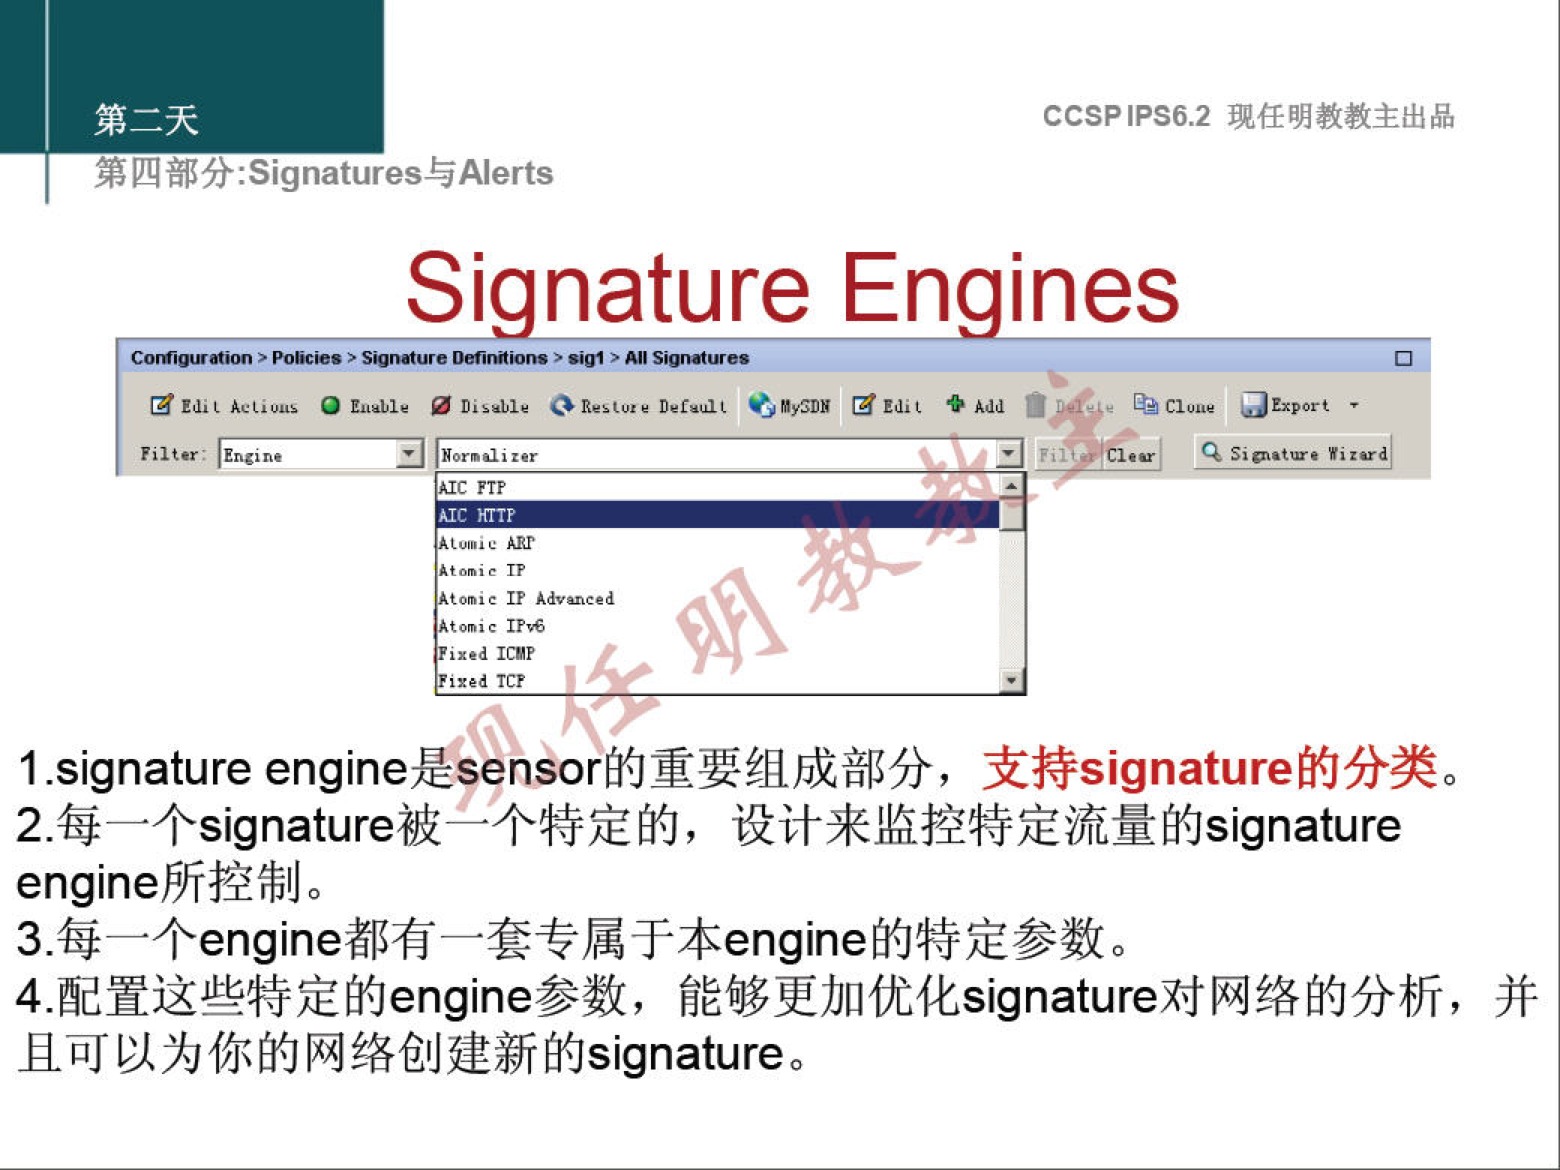 第二天
CCSP IPS6.2 现任明教教主出品
第四部分:Signatures与Alerts
Signature Engines
Configuration > Policies > Signature Definitions > sig1 > All Signatures
Edit Actions Enable Disable Restore Default MySDN Edit Add Delete Clone Export
Filter: Engine Normalizer Filter Clear Signature Wizard
AIC FTP
AIC HTTP
Atomic ARP
Atomic IP
Atomic IP Advanced
Atomic IPv6
Fixed ICMP
Fixed TCP
现任明教教主
1.signature engine是sensor的重要组成部分，支持signature的分类。
2.每一个signature被一个特定的，设计来监控特定流量的signature
engine所控制。
3.每一个engine都有一套专属于本engine的特定参数。
4.配置这些特定的engine参数，能够更加优化signature对网络的分析，并
且可以为你的网络创建新的signature。